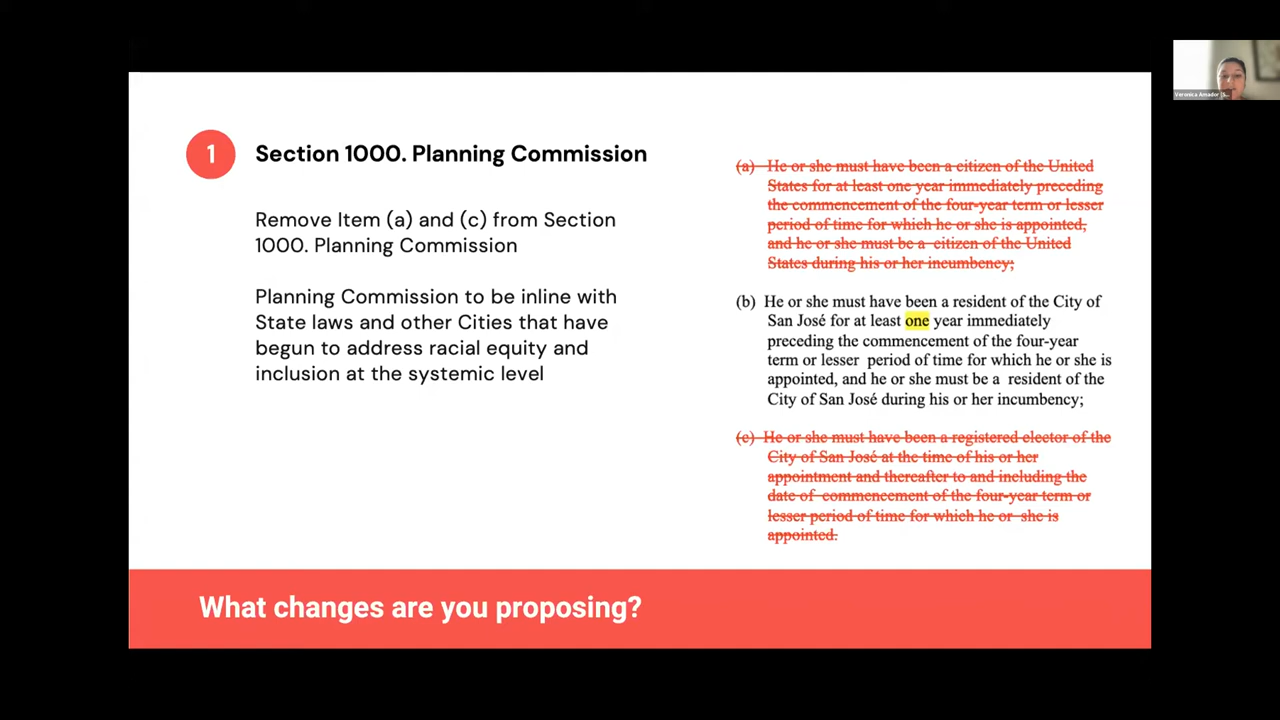 1
Section 1000. Planning Commission
Remove Item (a) and (c) from Section
1000. Planning Commission
Planning Commission to be inline with
State laws and other Cities that have
begun to address racial equity and
inclusion at the systemic level
(a) He or she must have been a citizen of the United
States for at least one year immediately preceding
the commencement of the four-year term or lesser
period of time for which he or she is appointed,
and he or she must be a citizen of the United
States during his or her incumbency;
(b) He or she must have been a resident of the City of
San José for at least one year immediately
preceding the commencement of the four-year
term or lesser period of time for which he or she is
appointed, and he or she must be a resident of the
City of San José during his or her incumbency;
(c) He or she must have been a registered elector of the
City of San José at the time of his or her
appointment and thereafter to and including the
date of commencement of the four-year term or
lesser period of time for which he or she is
appointed.
What changes are you proposing?
Veronica Amador (S...